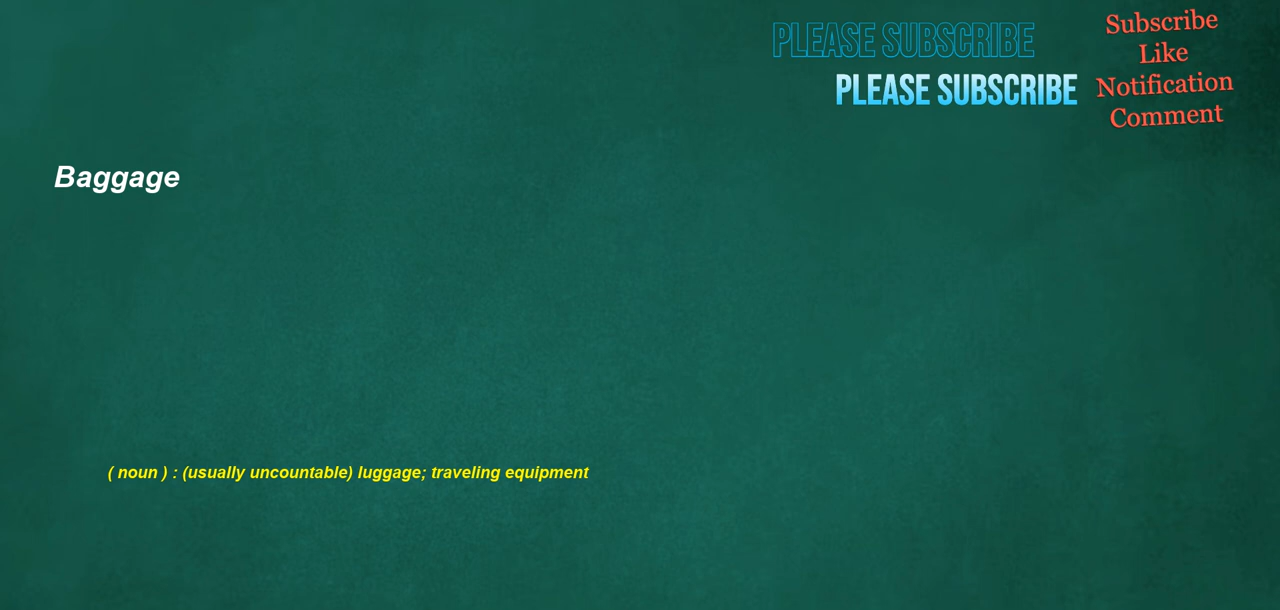 PLEASE SUBSCRIBE
PLEASE SUBSCRIBE
Subscribe
Like
Notification
Comment
Baggage
( noun ) : (usually uncountable) luggage; traveling equipment